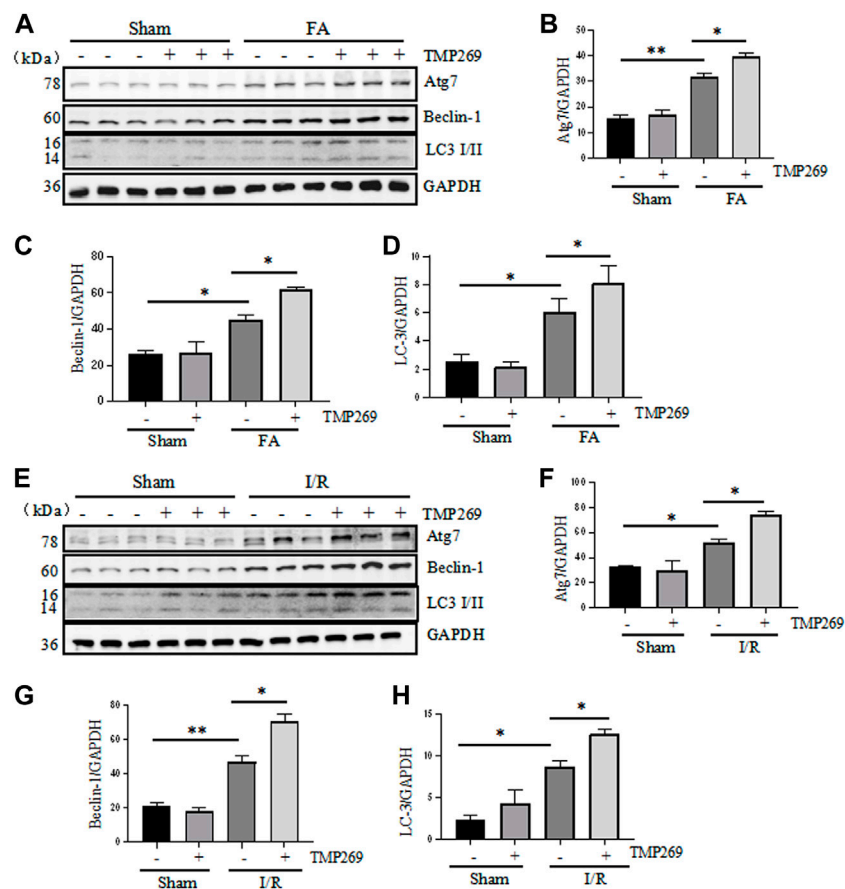 A
Sham FA
(kDa) - - - + + + - - - + + + TMP269
78 Atg7
60 Beclin-1
16
14 LC3 I/II
36 GAPDH
B
Atg7/GAPDH
50
40
30
20
10
0
** *
- + - + TMP269
Sham FA
C
Beclin-1/GAPDH
80
60
40
20
0
* *
- + - + TMP269
Sham FA
D
LC-3/GAPDH
10
8
6
4
2
0
* *
- + - + TMP269
Sham FA
E
Sham I/R
(kDa) - - - + + + - - - + + + TMP269
78 Atg7
60 Beclin-1
16
14 LC3 I/II
36 GAPDH
F
Atg7/GAPDH
100
80
60
40
20
0
* *
- + - + TMP269
Sham I/R
G
Beclin-1/GAPDH
80
60
40
20
0
** *
- + - + TMP269
Sham I/R
H
LC-3/GAPDH
15
10
5
0
* *
- + - + TMP269
Sham I/R